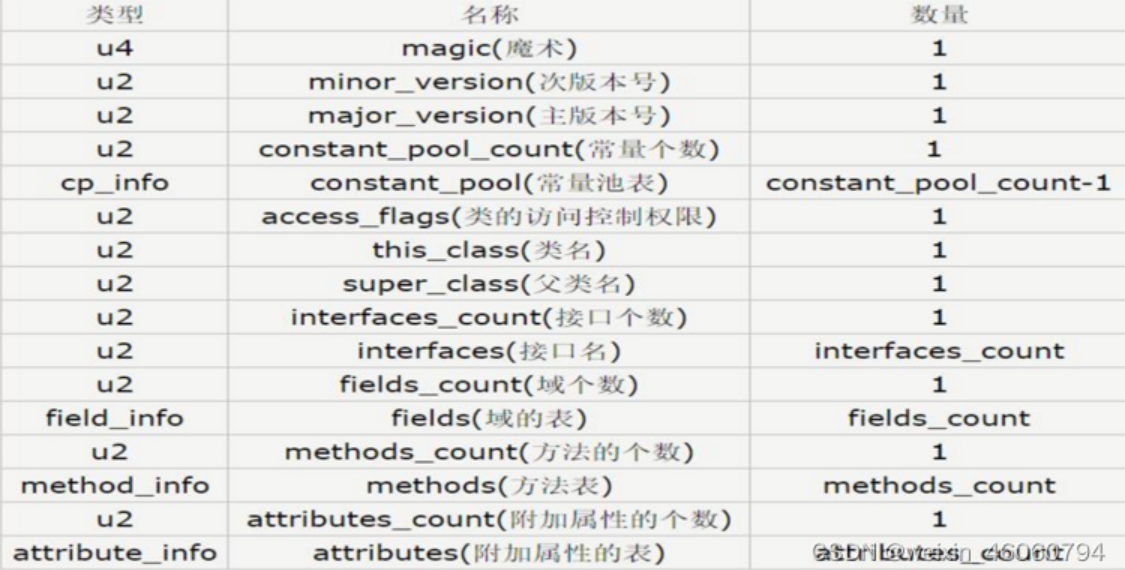 类型 名称 数量
u4 magic(魔术) 1
u2 minor_version(次版本号) 1
u2 major_version(主版本号) 1
u2 constant_pool_count(常量个数) 1
cp_info constant_pool(常量池表) constant_pool_count-1
u2 access_flags(类的访问控制权限) 1
u2 this_class(类名) 1
u2 super_class(父类名) 1
u2 interfaces_count(接口个数) 1
u2 interfaces(接口名) interfaces_count
u2 fields_count(域个数) 1
field_info fields(域的表) fields_count
u2 methods_count(方法的个数) 1
method_info methods(方法表) methods_count
u2 attributes_count(附加属性的个数) 1
attribute_info attributes(附加属性的表) attributes_count
CSDN @weixin_46060794